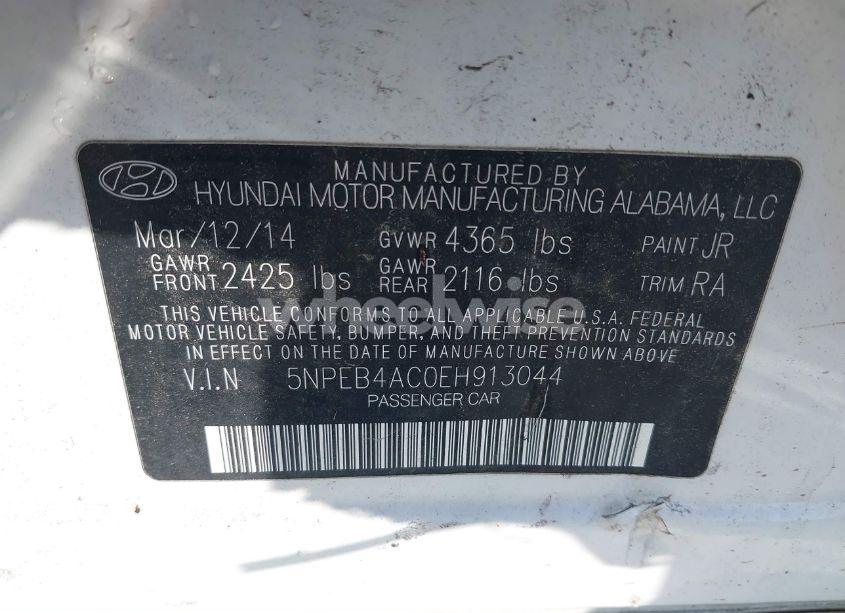 MANUFACTURED BY
HYUNDAI MOTOR MANUFACTURING ALABAMA, LLC
Mar/12/14 GVWR 4365 lbs PAINT JR
GAWR FRONT 2425 lbs GAWR REAR 2116 lbs TRIM RA
THIS VEHICLE CONFORMS TO ALL APPLICABLE U.S.A. FEDERAL
MOTOR VEHICLE SAFETY, BUMPER, AND THEFT PREVENTION STANDARDS
IN EFFECT ON THE DATE OF MANUFACTURE SHOWN ABOVE
V.I.N 5NPEB4AC0EH913044
PASSENGER CAR
wheelwise